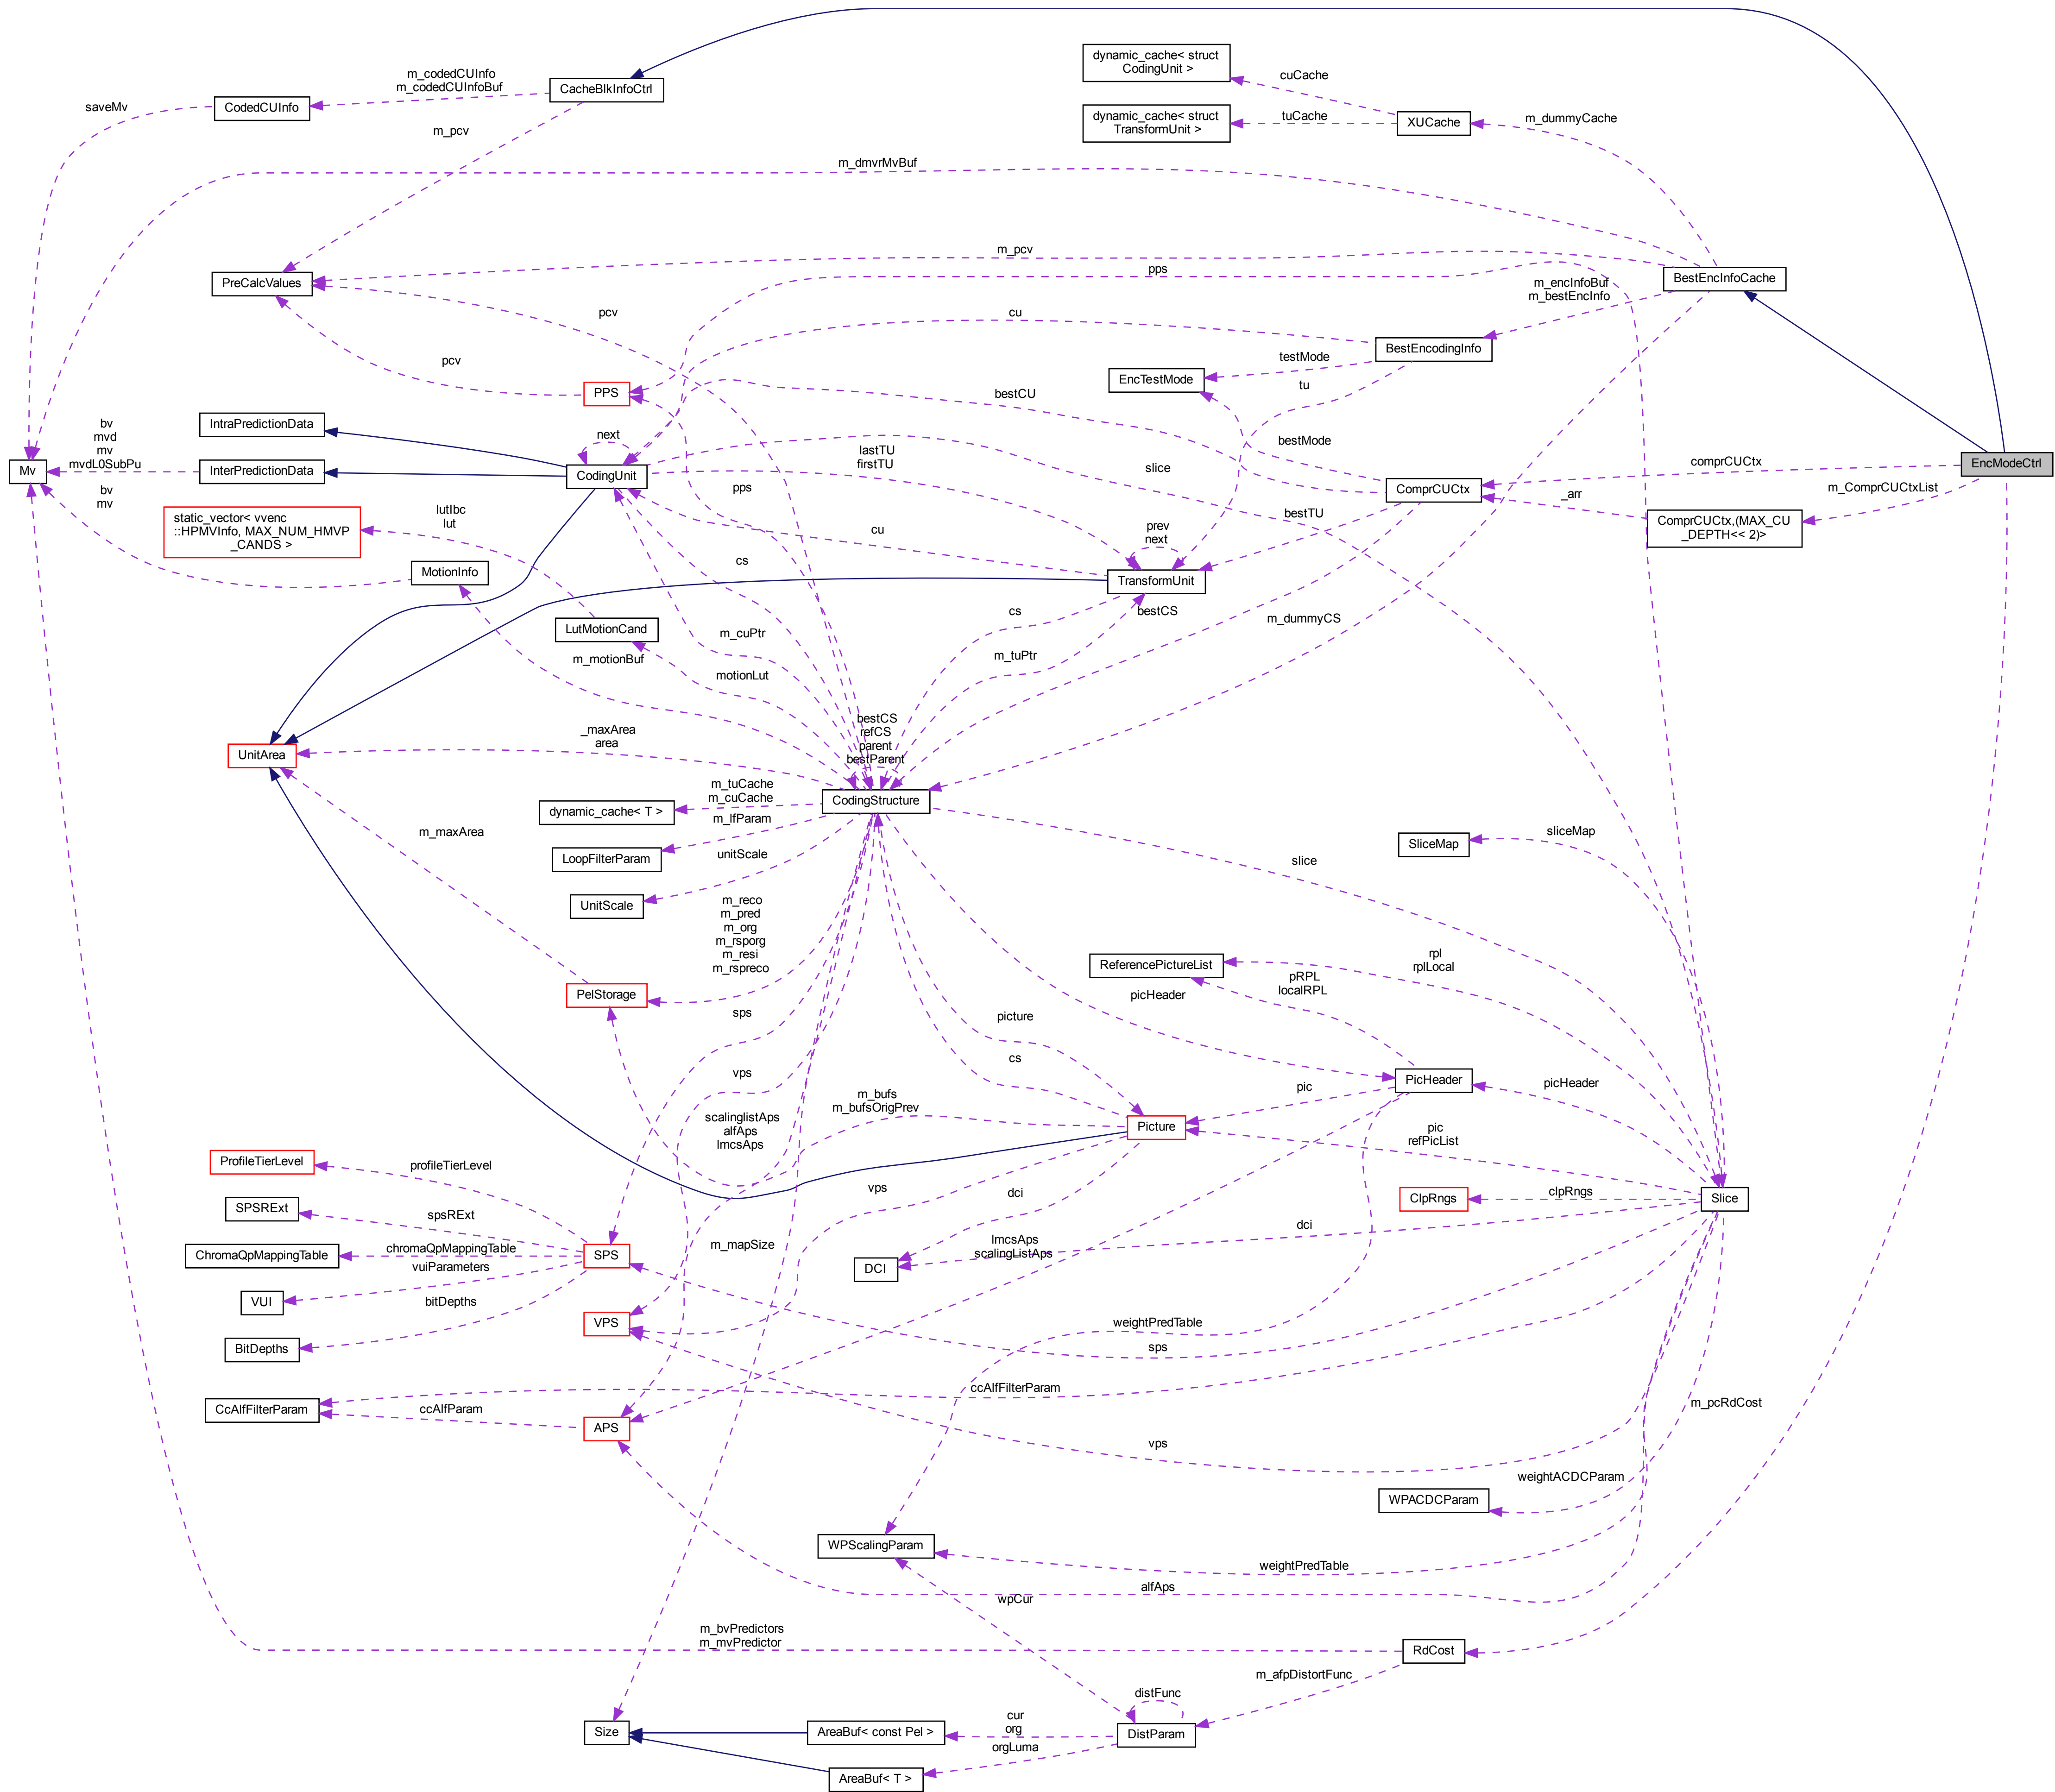 dynamic_cache< struct
CodingUnit >
m_codedCUInfo
m_codedCUInfoBuf
CacheBlkInfoCtrl
cuCache
saveMv
CodedCUInfo
dynamic_cache< struct
TransformUnit >
tuCache
XUCache
m_dummyCache
m_pcv
m_dmvrMvBuf
m_pcv
pps
BestEncInfoCache
PreCalcValues
m_encInfoBuf
m_bestEncInfo
pcv
cu
BestEncodingInfo
testMode
pcv
EncTestMode
tu
PPS
bestCU
IntraPredictionData
bv
mvd
mv
mvdL0SubPu
next
lastTU
firstTU
slice
bestMode
Mv
InterPredictionData
CodingUnit
comprCUCtx
EncModeCtrl
bv
mv
pps
ComprCUCtx
_arr
m_ComprCUCtxList
static_vector< vvenc
::HPMVInfo, MAX_NUM_HMVP
_CANDS >
lutIbc
lut
cu
prev
next
bestTU
ComprCUCtx,(MAX_CU
_DEPTH<< 2)>
MotionInfo
cs
TransformUnit
LutMotionCand
cs
bestCS
m_dummyCS
m_cuPtr
m_motionBuf
motionLut
m_tuPtr
UnitArea
_maxArea
area
bestCS
refCS
parent
bestParent
m_tuCache
m_cuCache
dynamic_cache< T >
CodingStructure
m_maxArea
m_lfParam
LoopFilterParam
unitScale
slice
SliceMap
sliceMap
UnitScale
m_reco
m_pred
m_org
m_rsporg
m_resi
m_rspreco
ReferencePictureList
rpl
rplLocal
PelStorage
pRPL
localRPL
picHeader
sps
picture
cs
vps
PicHeader
picHeader
m_bufs
m_bufsOrigPrev
pic
scalinglistAps
alfAps
lmcsAps
Picture
pic
refPicList
ProfileTierLevel
profileTierLevel
vps
dci
ClpRngs
clpRngs
Slice
SPSRExt
spsRExt
dci
ChromaQpMappingTable
chromaQpMappingTable
SPS
m_mapSize
DCI
lmcsAps
scalingListAps
vuiParameters
VUI
bitDepths
VPS
weightPredTable
BitDepths
sps
CcAlfFilterParam
ccAlfParam
APS
ccAlfFilterParam
m_pcRdCost
vps
weightACDCParam
WPACDCParam
WPScalingParam
weightPredTable
alfAps
wpCur
m_bvPredictors
m_mvPredictor
RdCost
m_afpDistortFunc
distFunc
Size
AreaBuf< const Pel >
cur
org
DistParam
orgLuma
AreaBuf< T >